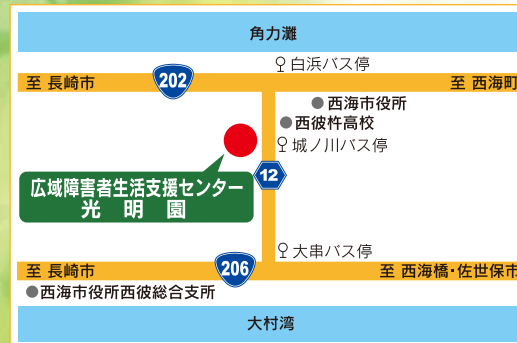 角力灘
白浜バス停
至 長崎市
202
至 西海町
西海市役所
西彼杵高校
城ノ川バス停
12
広域障害者生活支援センター
光明園
大串バス停
至 長崎市
206
至 西海橋・佐世保市
西海市役所西彼総合支所
大村湾